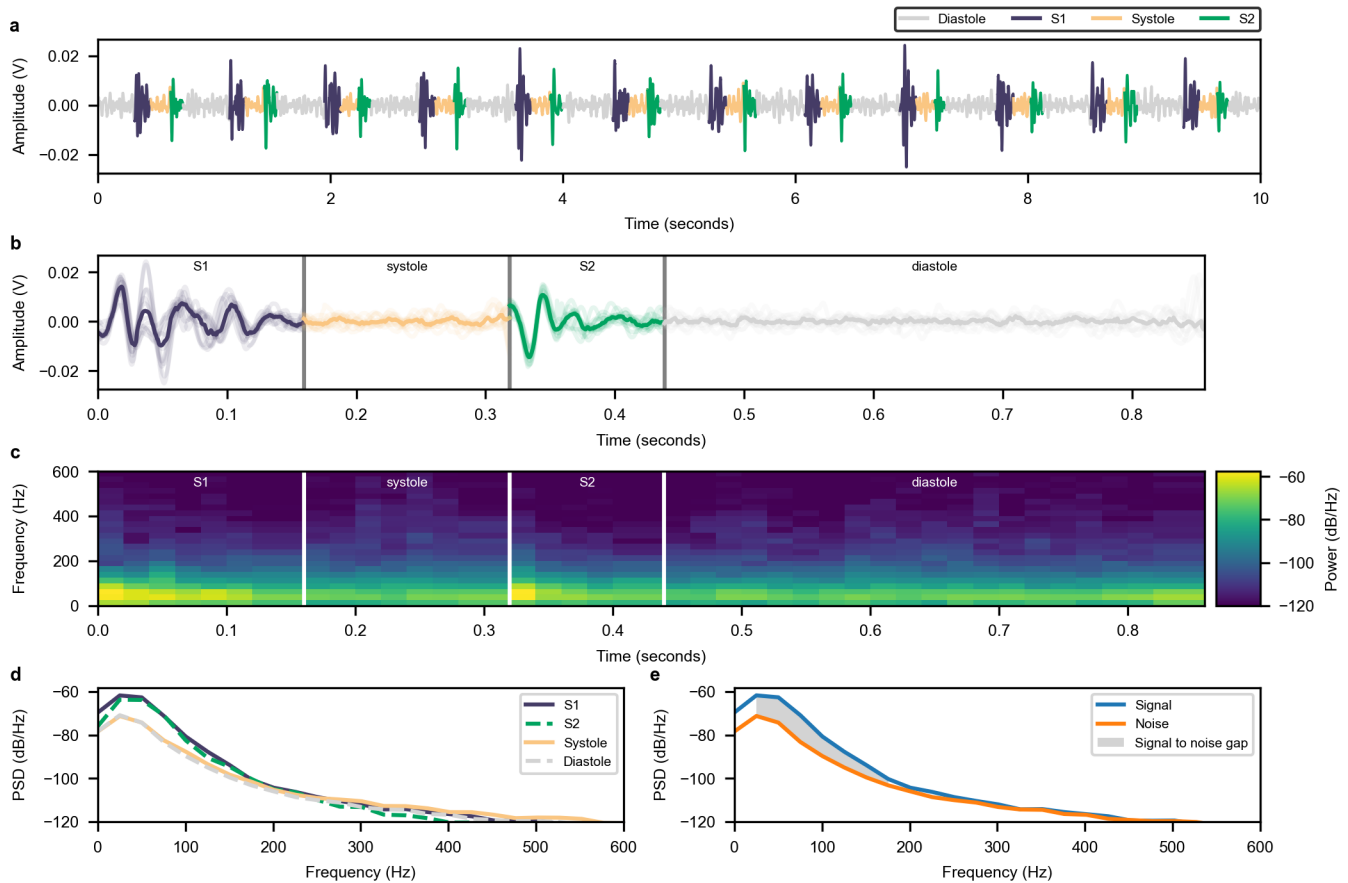 Diastole S1 Systole S2
a
0.02
0.00
−0.02
Amplitude (V)
0 2 4 6 8 10
Time (seconds)
b
S1 systole S2 diastole
0.02
0.00
−0.02
Amplitude (V)
0.0 0.1 0.2 0.3 0.4 0.5 0.6 0.7 0.8
Time (seconds)
c
S1 systole S2 diastole
600
400
200
0
Frequency (Hz)
0.0 0.1 0.2 0.3 0.4 0.5 0.6 0.7 0.8
Time (seconds)
−60
−80
−100
−120
Power (dB/Hz)
d
−60
−80
−100
−120
PSD (dB/Hz)
S1
S2
Systole
Diastole
0 100 200 300 400 500 600
Frequency (Hz)
e
−60
−80
−100
−120
PSD (dB/Hz)
Signal
Noise
Signal to noise gap
0 100 200 300 400 500 600
Frequency (Hz)